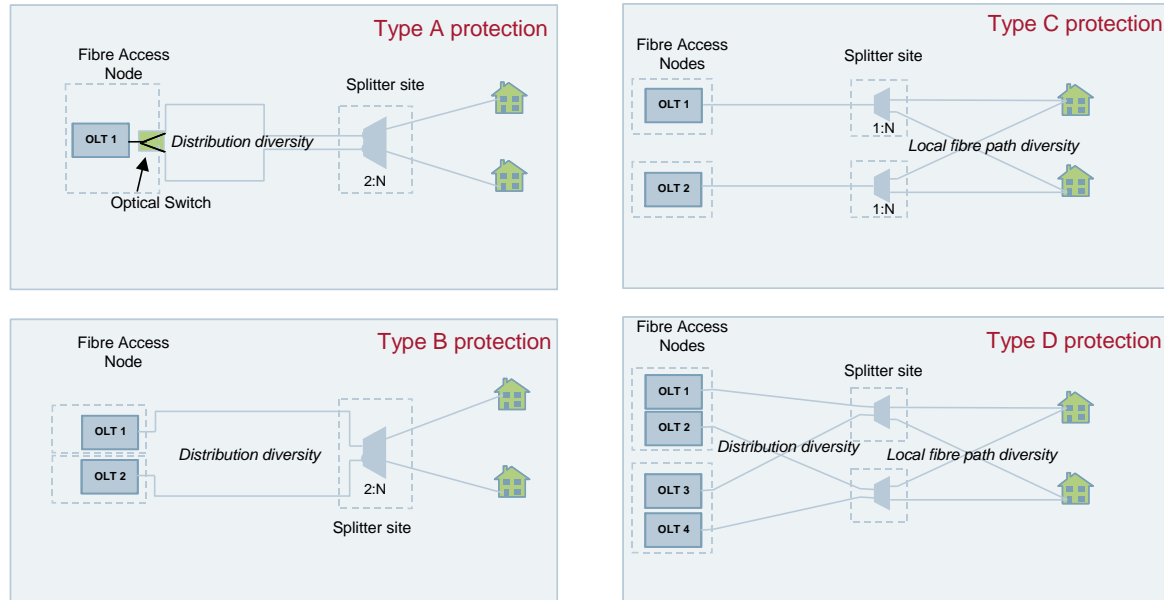 Type A protection
Fibre Access
Node
Splitter site
OLT 1
Distribution diversity
2:N
Optical Switch
Type C protection
Fibre Access
Nodes
Splitter site
OLT 1
1:N
Local fibre path diversity
OLT 2
1:N
Type B protection
Fibre Access
Node
OLT 1
Distribution diversity
OLT 2
2:N
Splitter site
Fibre Access
Nodes
Type D protection
Splitter site
OLT 1
OLT 2
Distribution diversity
Local fibre path diversity
OLT 3
OLT 4